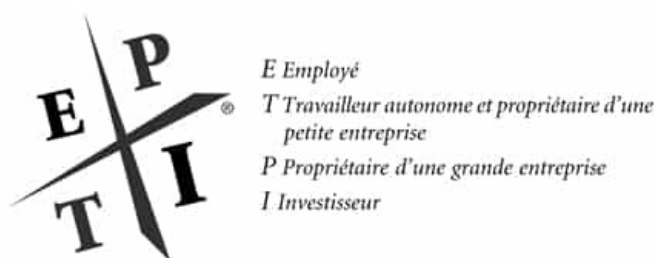 E P
T I
®
E Employé
T Travailleur autonome et propriétaire d'une
petite entreprise
P Propriétaire d'une grande entreprise
I Investisseur